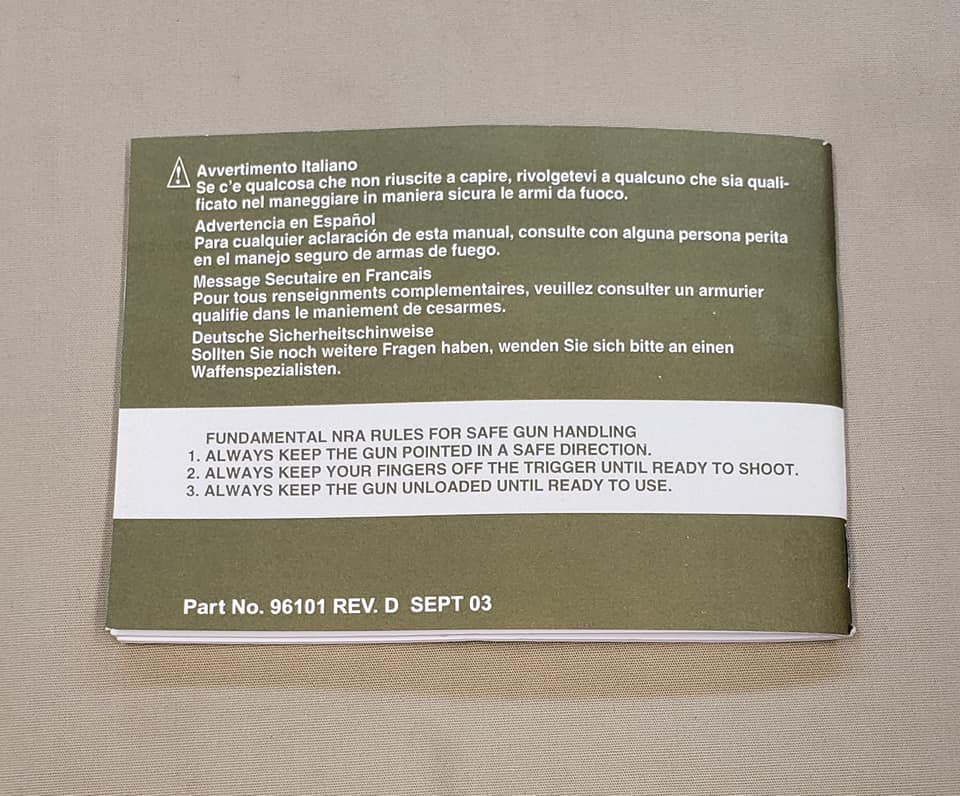 Avvertimento Italiano
Se c'e qualcosa che non riuscite a capire, rivolgetevi a qualcuno che sia quali-
ficato nel maneggiare in maniera sicura le armi da fuoco.
Advertencia en Español
Para cualquier aclaración de esta manual, consulte con alguna persona perita
en el manejo seguro de armas de fuego.
Message Secutaire en Francais
Pour tous renseignments complementaires, veuillez consulter un armurier
qualifie dans le maniement de cesarmes.
Deutsche Sicherheitschinweise
Sollten Sie noch weitere Fragen haben, wenden Sie sich bitte an einen
Waffenspezialisten.
FUNDAMENTAL NRA RULES FOR SAFE GUN HANDLING
1. ALWAYS KEEP THE GUN POINTED IN A SAFE DIRECTION.
2. ALWAYS KEEP YOUR FINGERS OFF THE TRIGGER UNTIL READY TO SHOOT.
3. ALWAYS KEEP THE GUN UNLOADED UNTIL READY TO USE.
Part No. 96101 REV. D SEPT 03